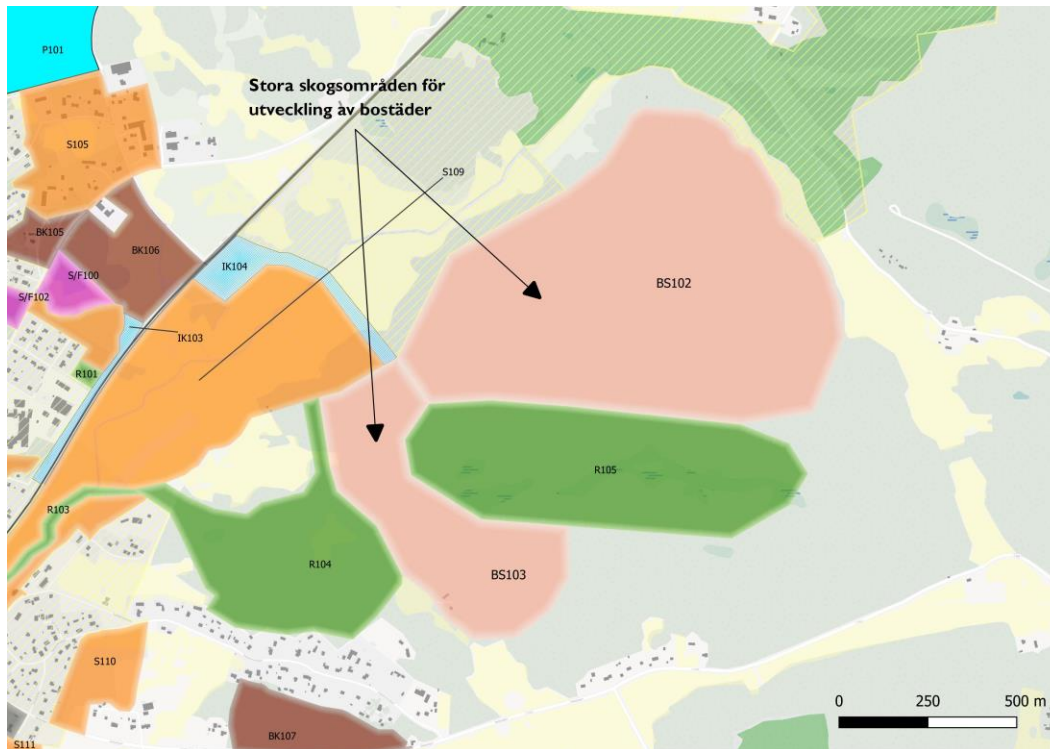 P101
Stora skogsområden för
utveckling av bostäder
S105
S109
BK105
BK106
S/F100
IK104
S/F102
BS102
IK103
R101
R105
R103
R104
BS103
S110
S111
BK107
0 250 500 m